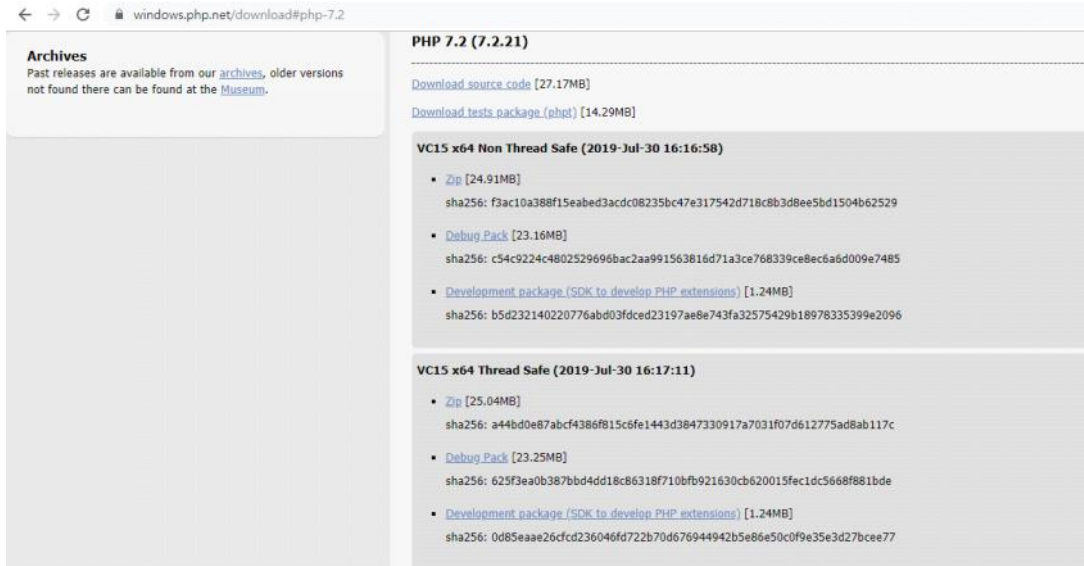 windows.php.net/download#php-7.2
Archives
Past releases are available from our archives, older versions
not found there can be found at the Museum.
PHP 7.2 (7.2.21)
Download source code [27.17MB]
Download tests package (phpt) [14.29MB]
VC15 x64 Non Thread Safe (2019-Jul-30 16:16:58)
Zip [24.91MB]
sha256: f3ac10a388f15eabed3acdc08235bc47e317542d718c8b3d8ee5bd1504b62529
Debug Pack [23.16MB]
sha256: c54c9224c4802529696bac2aa991563816d71a3ce768339ce8ec6a6d009e7485
Development package (SDK to develop PHP extensions) [1.24MB]
sha256: b5d232140220776abd03fdced23197ae8e743fa32575429b18978335399e2096
VC15 x64 Thread Safe (2019-Jul-30 16:17:11)
Zip [25.04MB]
sha256: a44bd0e87abcf4386f815c6fe1443d3847330917a7031f07d612775ad8ab117c
Debug Pack [23.25MB]
sha256: 625f3ea0b387bbd4dd18c86318f710bfb921630cb620015fec1dc5668f881bde
Development package (SDK to develop PHP extensions) [1.24MB]
sha256: 0d85eaae26cfcd236046fd722b70d676944942b5e86e50c0f9e35e3d27bcee77